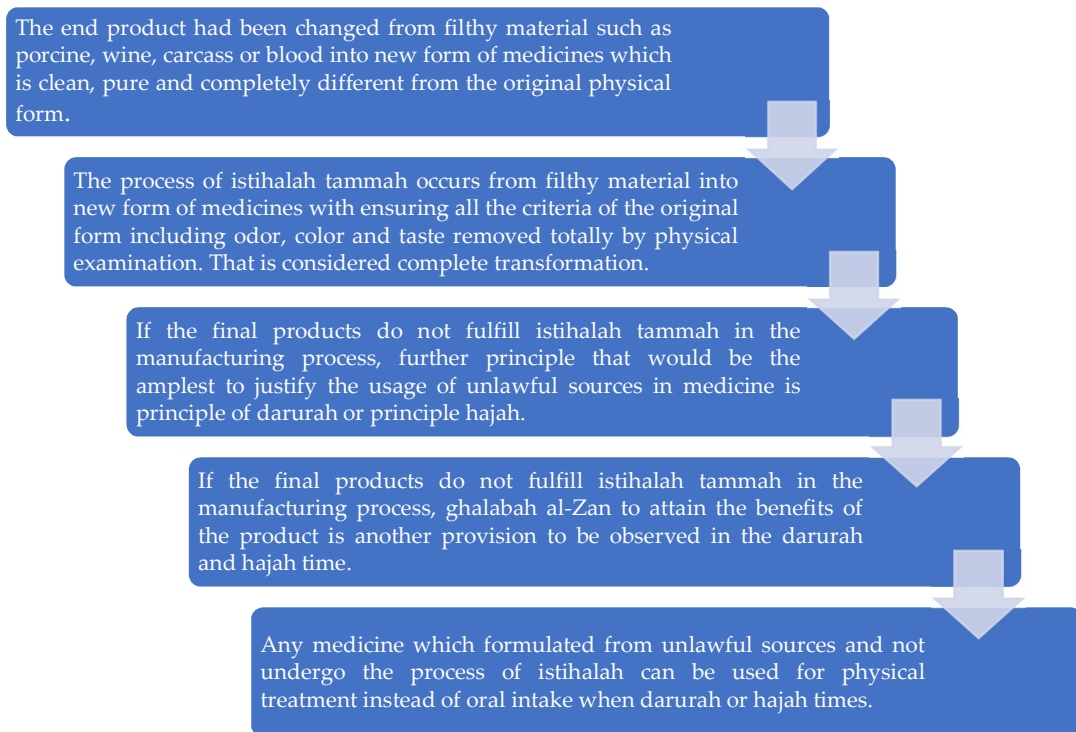 The end product had been changed from filthy material such as
porcine, wine, carcass or blood into new form of medicines which
is clean, pure and completely different from the original physical
form.
The process of istihalah tammah occurs from filthy material into
new form of medicines with ensuring all the criteria of the original
form including odor, color and taste removed totally by physical
examination. That is considered complete transformation.
If the final products do not fulfill istihalah tammah in the
manufacturing process, further principle that would be the
amplest to justify the usage of unlawful sources in medicine is
principle of darurah or principle hajah.
If the final products do not fulfill istihalah tammah in the
manufacturing process, ghalabah al-Zan to attain the benefits of
the product is another provision to be observed in the darurah
and hajah time.
Any medicine which formulated from unlawful sources and not
undergo the process of istihalah can be used for physical
treatment instead of oral intake when darurah or hajah times.